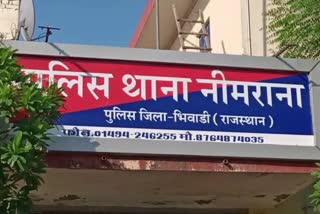 पुलिस थाना नीमराना
पुलिस जिला-भिवाडी (राजस्थान)
फोन.01494-246255 मो.8764874035